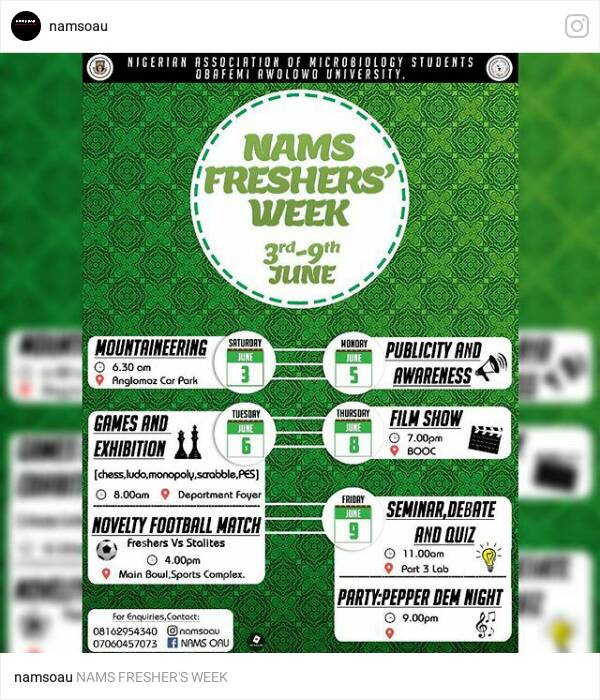 namsoau
NIGERIAN ASSOCIATION OF MICROBIOLOGY STUDENTS
OBAFEMI AWOLOWO UNIVERSITY.
NAMS
FRESHERS'
WEEK
3rd-9th
JUNE
MOUNTAINEERING
6.30 am
Anglomoz Car Park
SATURDAY
JUNE
3
MONDAY
JUNE
5
PUBLICITY AND
AWARENESS
GAMES AND
EXHIBITION
TUESDAY
JUNE
6
[chess,ludo,monopoly,scrabble,PES]
8.00am Department Foyer
NOVELTY FOOTBALL MATCH
Freshers Vs Stalites
4.00pm
Main Bowl,Sports Complex.
THURSDAY
JUNE
8
FILM SHOW
7.00pm
BOOC
FRIDAY
JUNE
9
SEMINAR,DEBATE
AND QUIZ
11.00am
Part 3 Lab
PARTY:PEPPER DEM NIGHT
9.00pm
For Enquiries,Contact:
08162954340 namsoau
07060457073 NAMS OAU
namsoau NAMS FRESHER'S WEEK